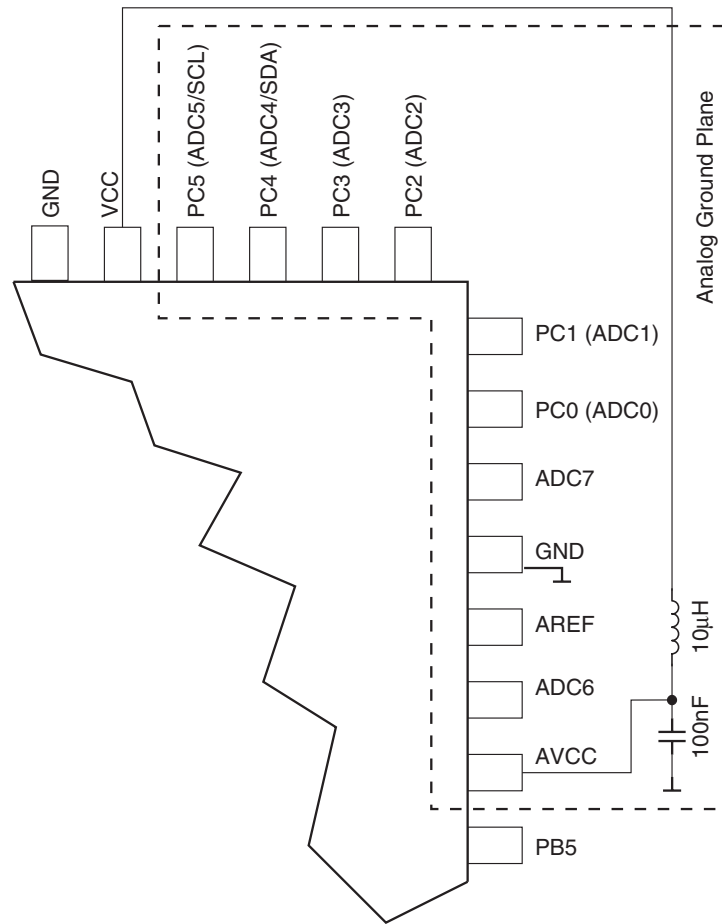 GND
VCC
PC5 (ADC5/SCL)
PC4 (ADC4/SDA)
PC3 (ADC3)
PC2 (ADC2)
Analog Ground Plane
PC1 (ADC1)
PC0 (ADC0)
ADC7
GND
AREF
ADC6
AVCC
PB5
10µH
100nF